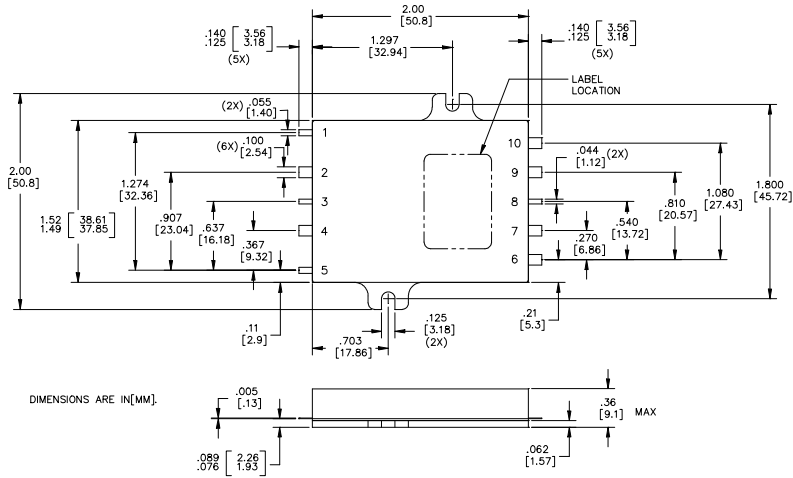 2.00
[50.8]
.140 [ 3.56
.125 3.18 ]
(5X)
1.297
[32.94]
.140 [ 3.56
.125 3.18 ]
(5X)
LABEL
LOCATION
(2X) .055
[1.40]
(6X) .100
[2.54]
2.00
[50.8]
1.52 [ 38.61
1.49 37.85 ]
1.274
[32.36]
.907
[23.04]
.637
[16.18]
.367
[9.32]
1
2
3
4
5
10
9
8
7
6
.044 (2X)
[1.12]
.270
[6.86]
.540
[13.72]
.810
[20.57]
1.080
[27.43]
1.800
[45.72]
.11
[2.9]
.703
[17.86]
.125
[3.18]
(2X)
.21
[5.3]
DIMENSIONS ARE IN[MM].
.005
[.13]
.36
[9.1] MAX
.089 [ 2.26
.076 1.93 ]
.062
[1.57]